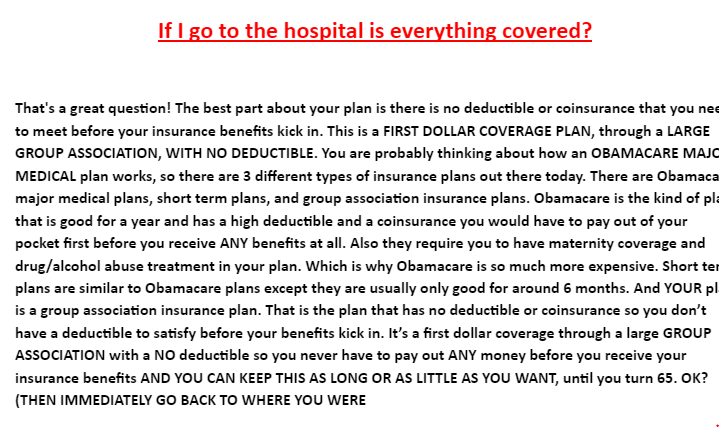 If I go to the hospital is everything covered?
That's a great question! The best part about your plan is there is no deductible or coinsurance that you nee
to meet before your insurance benefits kick in. This is a FIRST DOLLAR COVERAGE PLAN, through a LARGE
GROUP ASSOCIATION, WITH NO DEDUCTIBLE. You are probably thinking about how an OBAMACARE MAJO
MEDICAL plan works, so there are 3 different types of insurance plans out there today. There are Obamaca
major medical plans, short term plans, and group association insurance plans. Obamacare is the kind of pla
that is good for a year and has a high deductible and a coinsurance you would have to pay out of your
pocket first before you receive ANY benefits at all. Also they require you to have maternity coverage and
drug/alcohol abuse treatment in your plan. Which is why Obamacare is so much more expensive. Short ter
plans are similar to Obamacare plans except they are usually only good for around 6 months. And YOUR pl
is a group association insurance plan. That is the plan that has no deductible or coinsurance so you don’t
have a deductible to satisfy before your benefits kick in. It’s a first dollar coverage through a large GROUP
ASSOCIATION with a NO deductible so you never have to pay out ANY money before you receive your
insurance benefits AND YOU CAN KEEP THIS AS LONG OR AS LITTLE AS YOU WANT, until you turn 65. OK?
(THEN IMMEDIATELY GO BACK TO WHERE YOU WERE